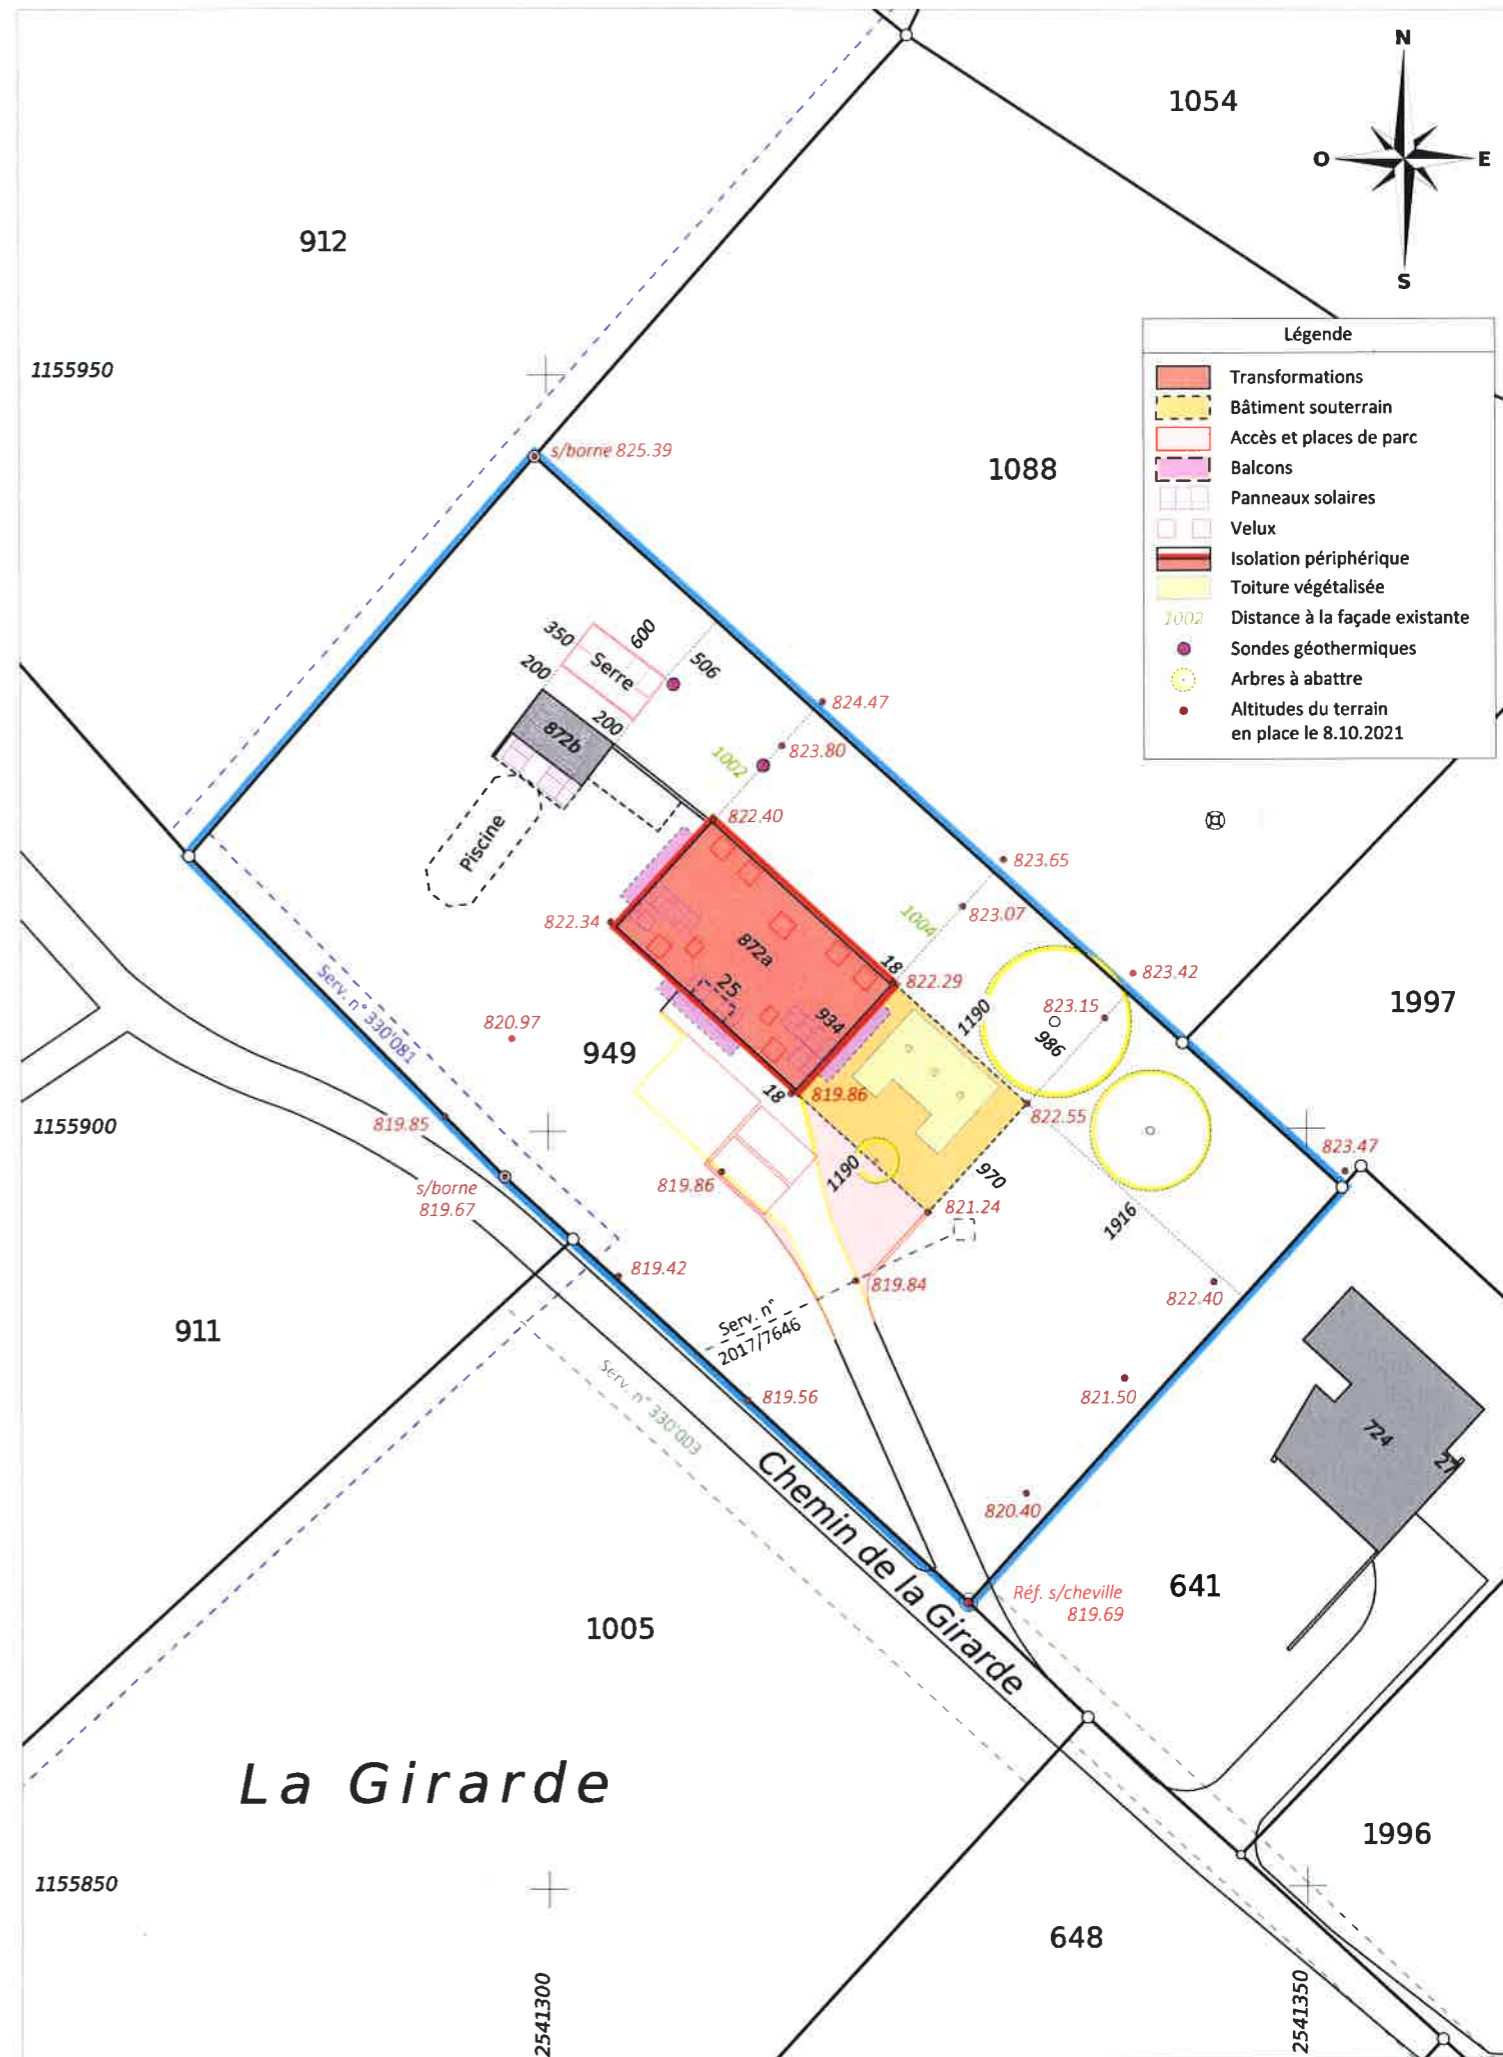 N
1054
O
E
912
S
Légende
1155950
Transformations
Bâtiment souterrain
Accès et places de parc
s/borne 825.39
Balcons
1088
Panneaux solaires
Velux
Isolation périphérique
Toiture végétalisée
1002 Distance à la façade existante
Sondes géothermiques
Arbres à abattre
Altitudes du terrain
en place le 8.10.2021
350
600
200
Serre
506
824.47
200
872b
823.80
1002
822.40
Piscine
823.65
1004
823.07
822.34
872a
18
822.29
823.42
25
1997
934
1190
823.15
986
Serv. n° 330'081
820.97
949
18
819.86
822.55
1155900
819.85
823.47
819.86
1190
970
s/borne
819.67
821.24
1916
819.42
819.84
822.40
911
Serv. n°
2017/7646
Serv. n° 330'003
819.56
821.50
724
27
Chemin de la Girarde
820.40
641
Réf. s/cheville
819.69
1005
La Girarde
1996
1155850
648
2541300
2541350